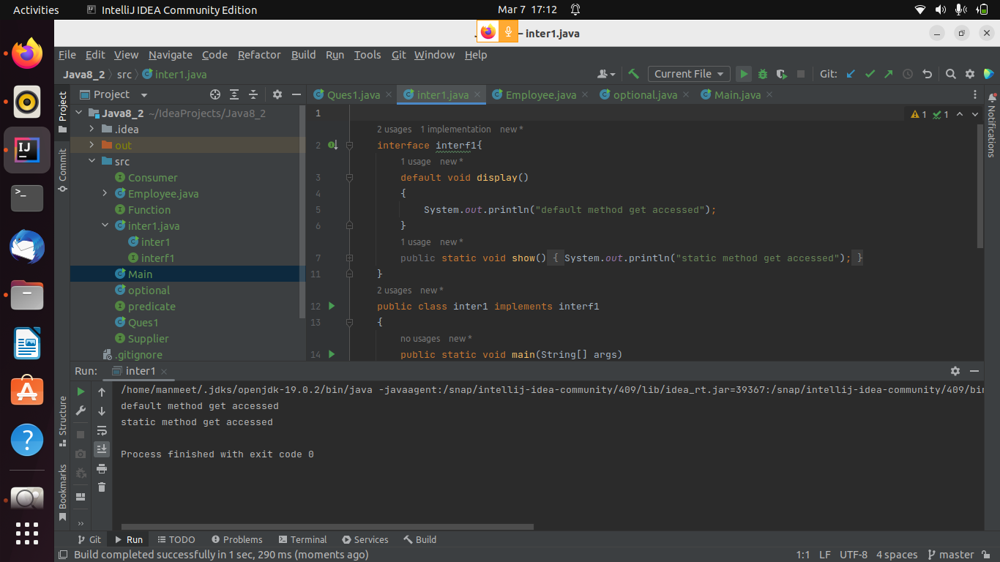 Activities IntelliJ IDEA Community Edition Mar 7 17:12
– inter1.java
File Edit View Navigate Code Refactor Build Run Tools Git Window Help
Java8_2 src inter1.java Current File Git:
Project Ques1.java inter1.java Employee.java optional.java Main.java
Java8_2 ~/IdeaProjects/Java8_2
.idea
out
src
Consumer
Employee.java
Function
inter1.java
inter1
interf1
Main
optional
predicate
Ques1
Supplier
.gitignore
1 1 1
2 usages 1 implementation new *
2 interface interf1{
1 usage new *
3 default void display()
4 {
5 System.out.println("default method get accessed");
6 }
1 usage new *
7 public static void show() { System.out.println("static method get accessed"); }
11 }
2 usages new *
12 public class inter1 implements interf1
13 {
no usages new *
14 public static void main(String[] args)
Project
Commit
Structure
Bookmarks
Notifications
Run: inter1
/home/manmeet/.jdks/openjdk-19.0.2/bin/java -javaagent:/snap/intellij-idea-community/409/lib/idea_rt.jar=39367:/snap/intellij-idea-community/409/bin
default method get accessed
static method get accessed
Process finished with exit code 0
Git Run TODO Problems Terminal Services Build
Build completed successfully in 1 sec, 290 ms (moments ago) 1:1 LF UTF-8 4 spaces master